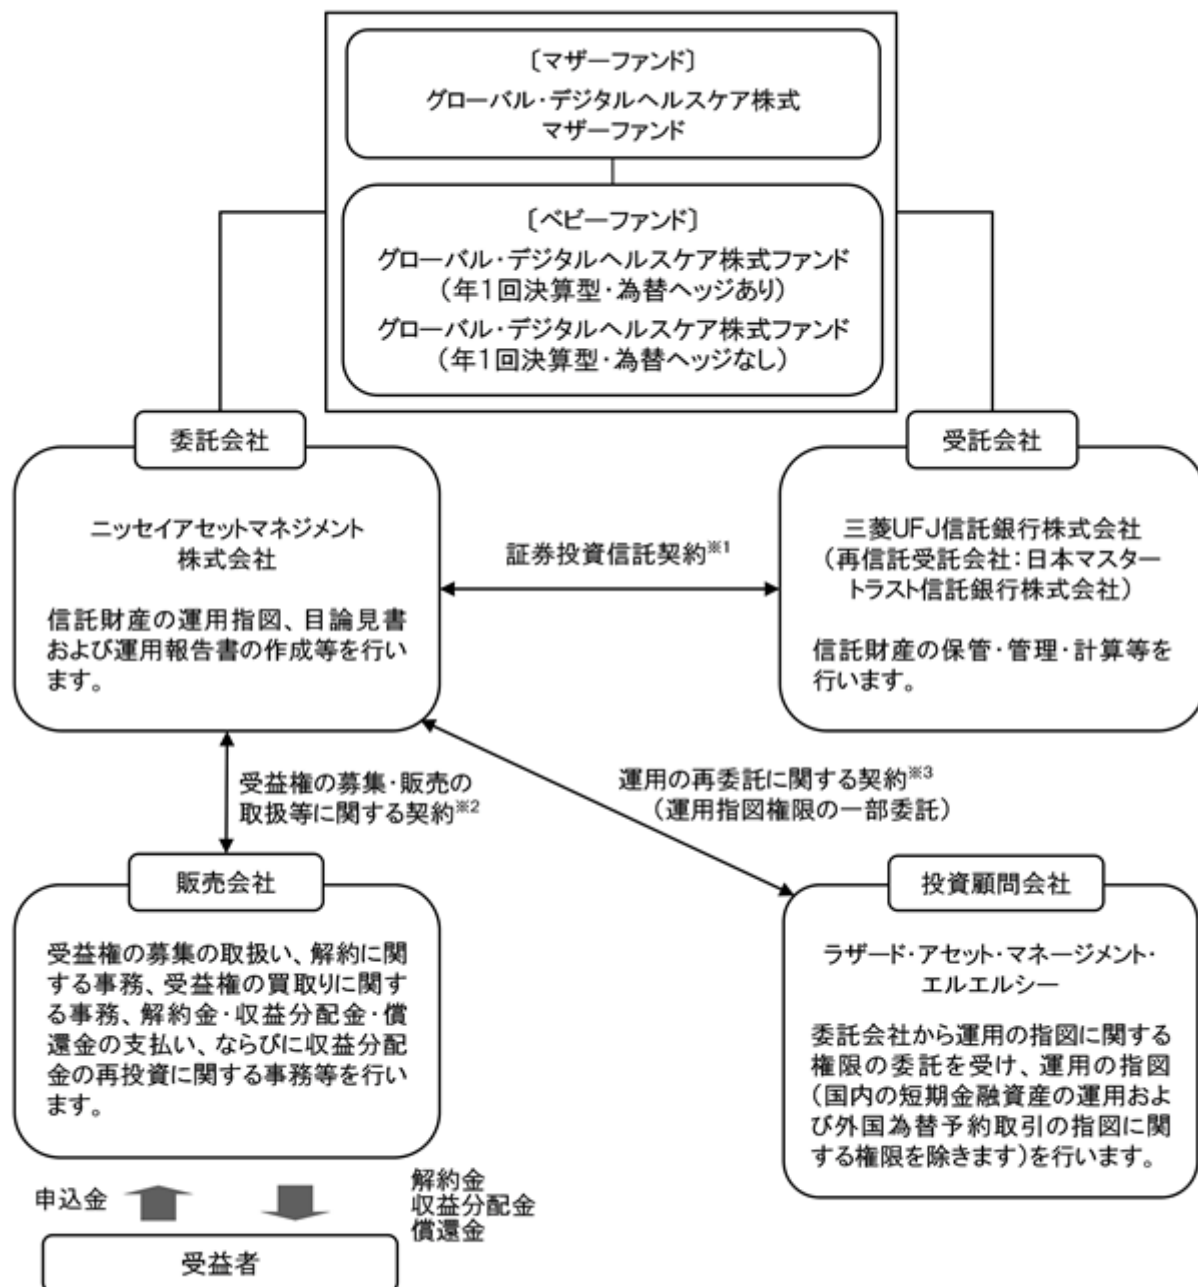 〔マザーファンド〕
グローバル・デジタルヘルスケア株式
マザーファンド
〔ベビーファンド〕
グローバル・デジタルヘルスケア株式ファンド
(年1回決算型・為替ヘッジあり)
グローバル・デジタルヘルスケア株式ファンド
(年1回決算型・為替ヘッジなし)
委託会社
ニッセイアセットマネジメント
株式会社
信託財産の運用指図、目論見書
および運用報告書の作成等を行い
ます。
証券投資信託契約※1
受託会社
三菱UFJ信託銀行株式会社
(再信託受託会社:日本マスター
トラスト信託銀行株式会社)
信託財産の保管・管理・計算等を
行います。
受益権の募集・販売の
取扱等に関する契約※2
運用の再委託に関する契約※3
(運用指図権限の一部委託)
販売会社
受益権の募集の取扱い、解約に関
する事務、受益権の買取りに関す
る事務、解約金・収益分配金・償
還金の支払い、ならびに収益分配
金の再投資に関する事務等を行い
ます。
投資顧問会社
ラザード・アセット・マネージメント・
エルエルシー
委託会社から運用の指図に関する
権限の委託を受け、運用の指図
(国内の短期金融資産の運用およ
び外国為替予約取引の指図に関
する権限を除きます)を行います。
申込金
解約金
収益分配金
償還金
受益者